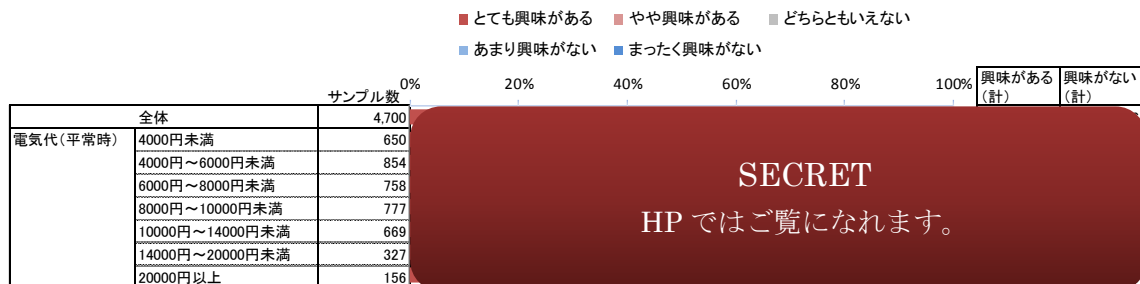 ■ とても興味がある ■ やや興味がある ■ どちらともいえない
■ あまり興味がない ■ まったく興味がない
0% 20% 40% 60% 80% 100% 興味がある（計） 興味がない（計）
サンプル数
全体 4,700
電気代（平常時） 4000円未満 650
4000円～6000円未満 854
6000円～8000円未満 758
8000円～10000円未満 777
10000円～14000円未満 669
14000円～20000円未満 327
20000円以上 156
SECRET
HP ではご覧になれます。